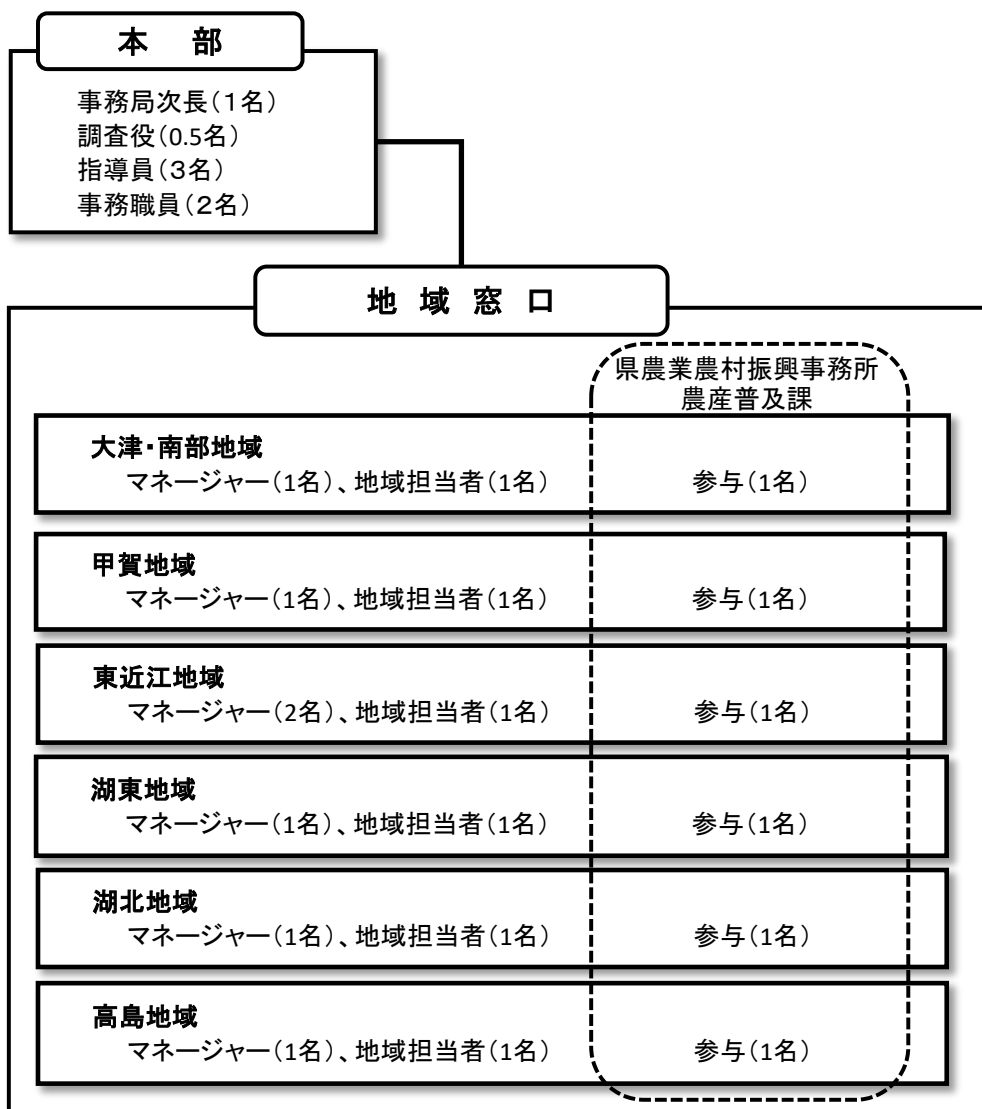 本 部
事務局次長(1名)
調査役(0.5名)
指導員(3名)
事務職員(2名)
地 域 窓 口
県農業農村振興事務所
農産普及課
大津・南部地域
マネージャー(1名)、地域担当者(1名) 参与(1名)
甲賀地域
マネージャー(1名)、地域担当者(1名) 参与(1名)
東近江地域
マネージャー(2名)、地域担当者(1名) 参与(1名)
湖東地域
マネージャー(1名)、地域担当者(1名) 参与(1名)
湖北地域
マネージャー(1名)、地域担当者(1名) 参与(1名)
高島地域
マネージャー(1名)、地域担当者(1名) 参与(1名)